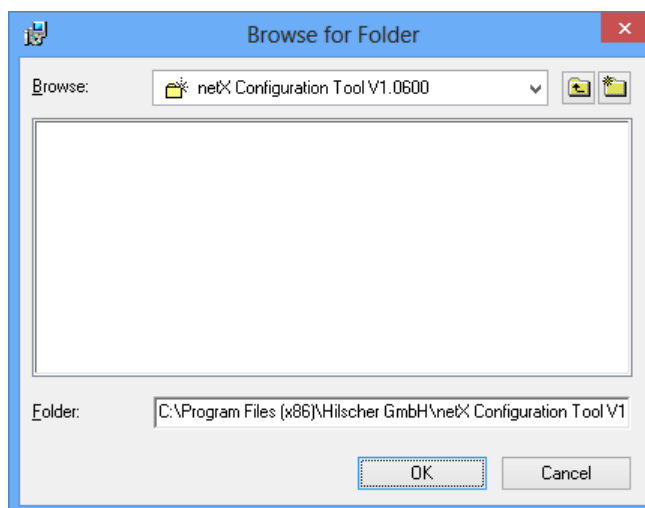 Browse for Folder
Browse: netX Configuration Tool V1.0600
Folder: C:\Program Files (x86)\Hilscher GmbH\netX Configuration Tool V1
OK Cancel